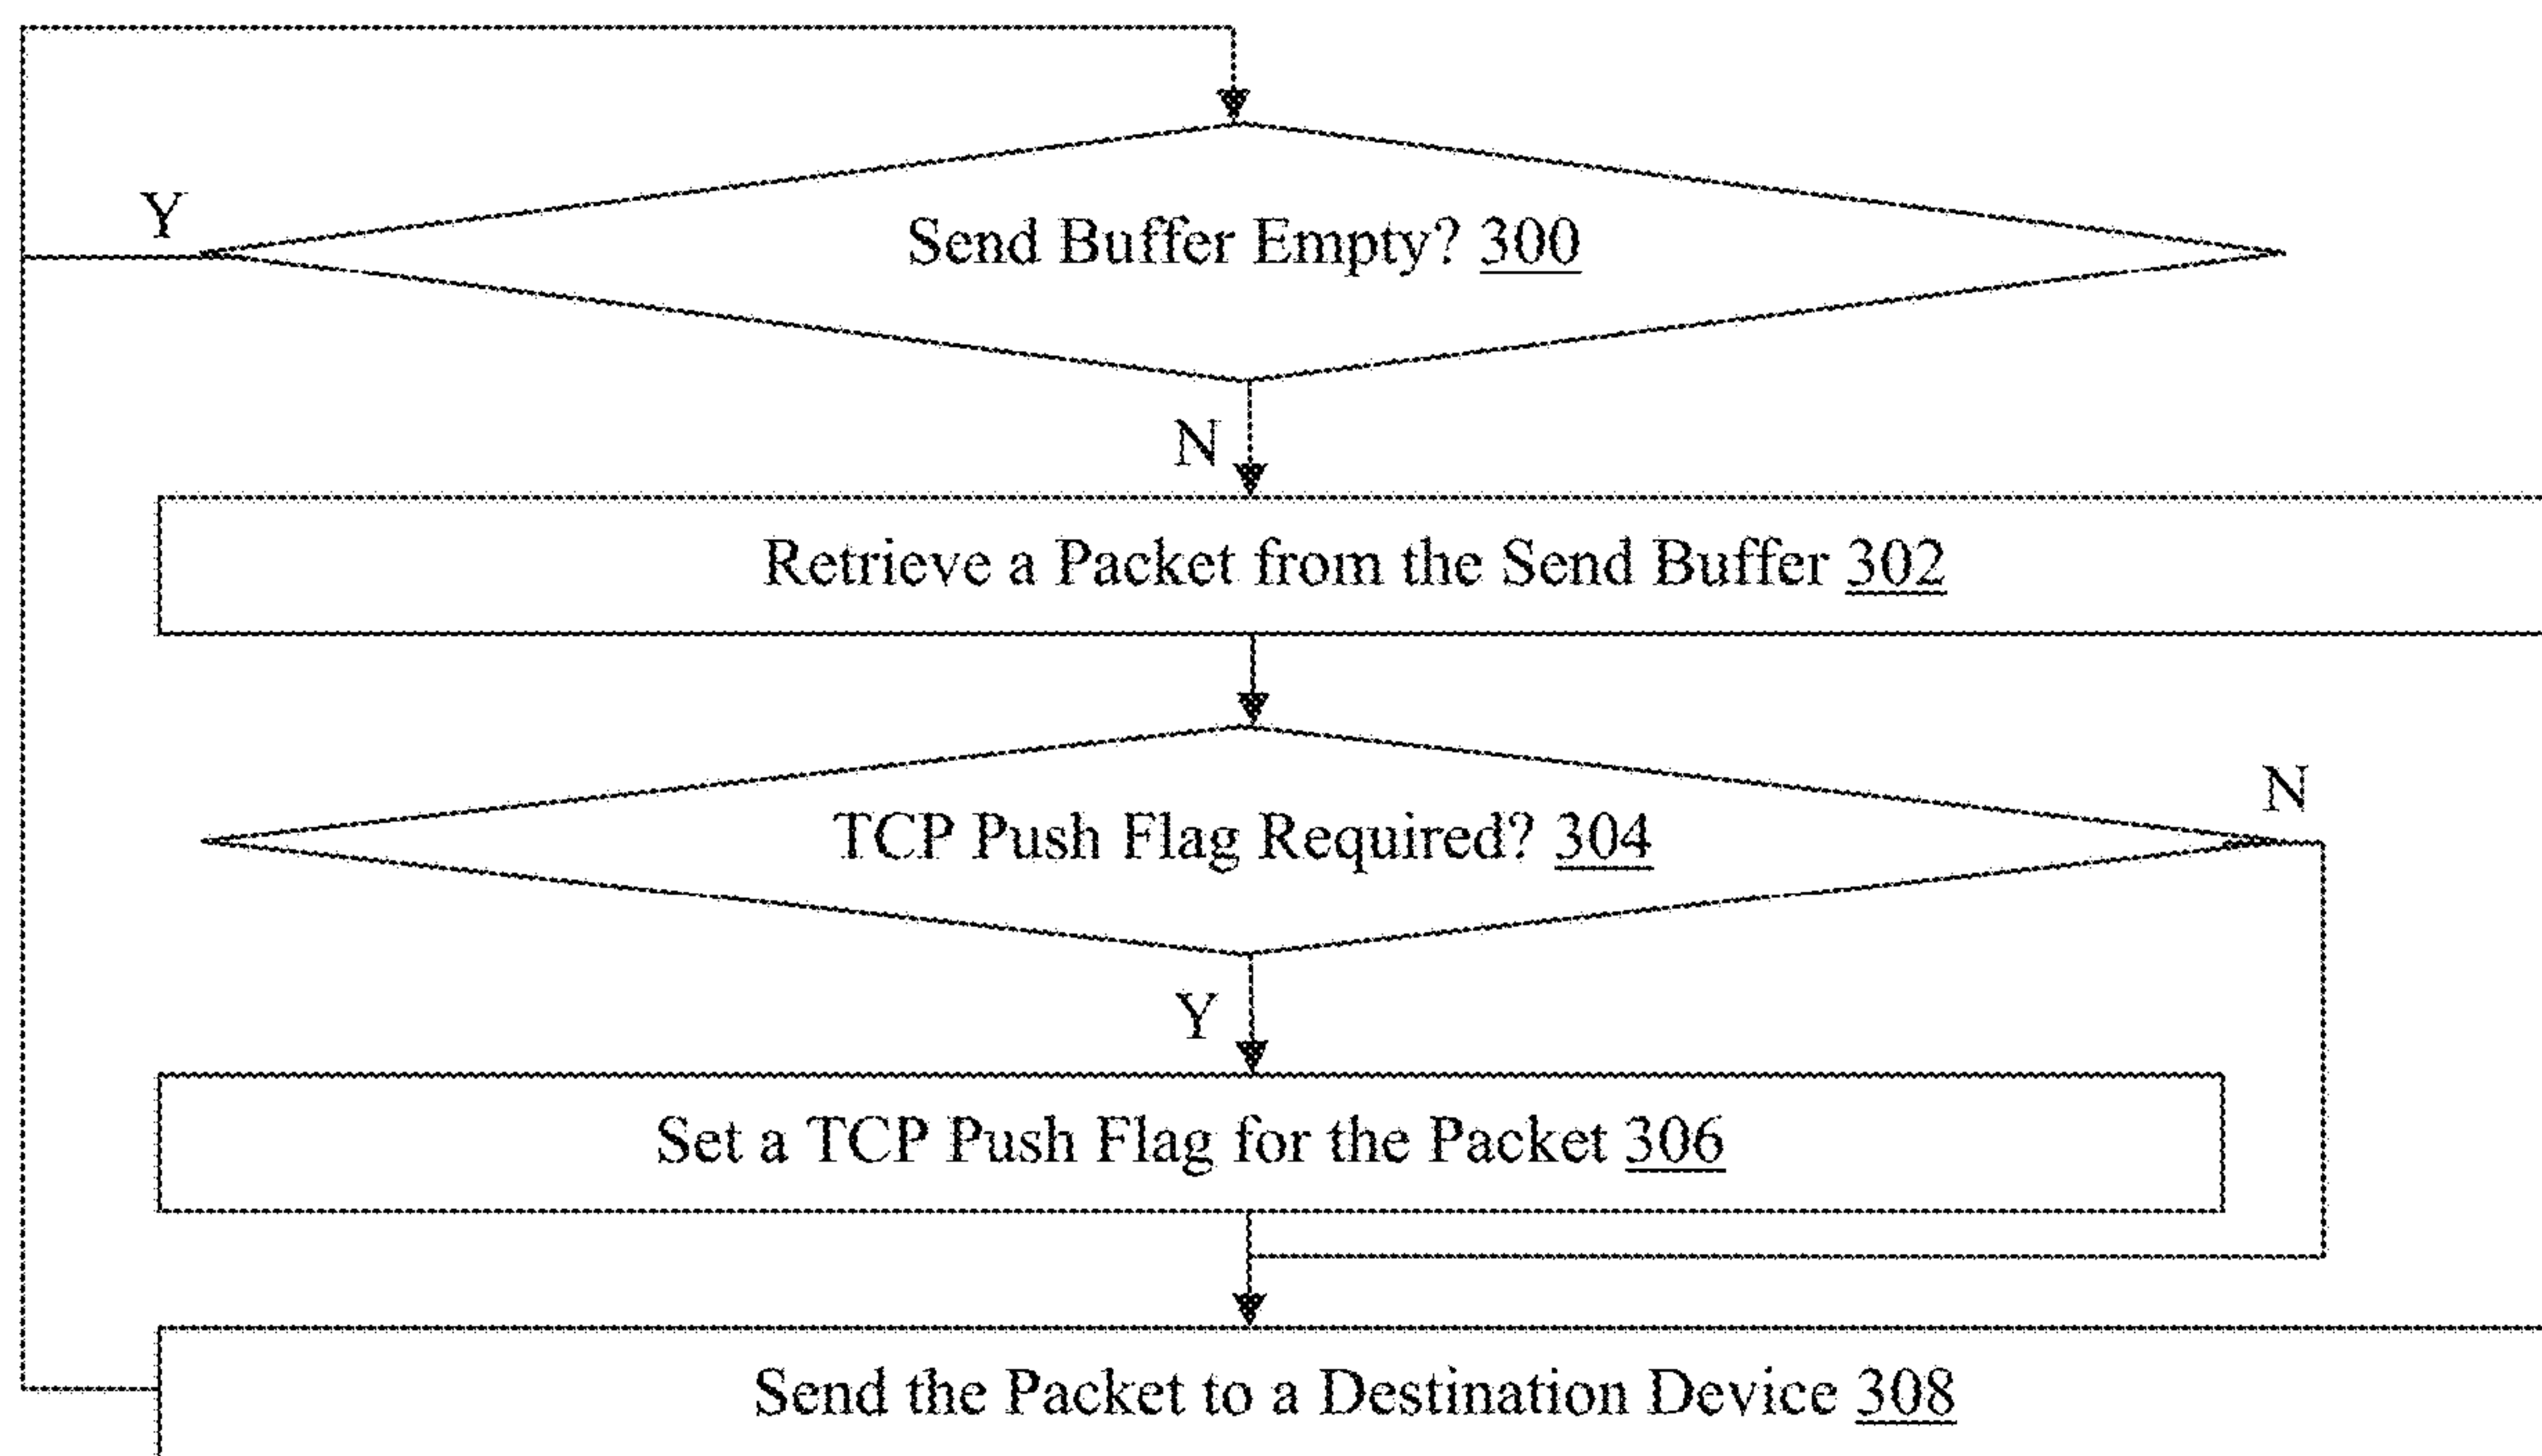 Y
Send Buffer Empty? 300
N
Retrieve a Packet from the Send Buffer 302
N
TCP Push Flag Required? 304
Y
Set a TCP Push Flag for the Packet 306
Send the Packet to a Destination Device 308